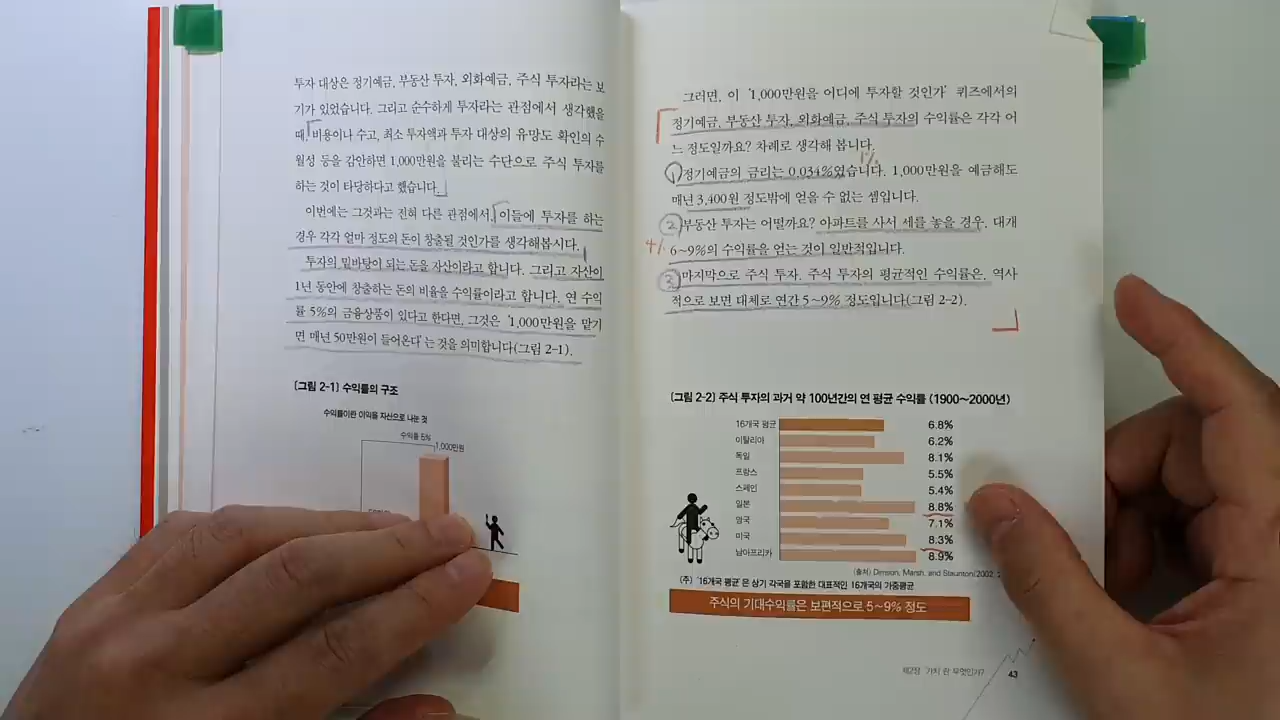 투자 대상은 정기예금, 부동산 투자, 외화예금, 주식 투자라는 보
기가 있었습니다. 그리고 순수하게 투자라는 관점에서 생각했을
때, 비용이나 수고, 최소 투자액과 투자 대상의 유망도 확인의 수
월성 등을 감안하면 1,000만원을 불리는 수단으로 주식 투자를
하는 것이 타당하다고 했습니다.
이번에는 그것과는 전혀 다른 관점에서, 이들에 투자를 하는
경우 각각 얼마 정도의 돈이 창출될 것인가를 생각해봅시다.
투자의 밑바탕이 되는 돈을 자산이라고 합니다. 그리고 자산이
1년 동안에 창출하는 돈의 비율을 수익률이라고 합니다. 연 수익
률 5%의 금융상품이 있다고 한다면, 그것은 '1,000만원을 맡기
면 매년 50만원이 들어온다'는 것을 의미합니다(그림 2-1).
(그림 2-1) 수익률의 구조
수익률이란 이익을 자산으로 나눈 것
수익률 5%
1,000만원
그러면, 이 '1,000만원을 어디에 투자할 것인가' 퀴즈에서의
정기예금, 부동산 투자, 외화예금, 주식 투자의 수익률은 각각 어
느 정도일까요? 차례로 생각해 봅니다.
1%
① 정기예금의 금리는 0.034%였습니다. 1,000만원을 예금해도
매년 3,400원 정도밖에 얻을 수 없는 셈입니다.
② 부동산 투자는 어떨까요? 아파트를 사서 세를 놓을 경우, 대개
4% 6~9%의 수익률을 얻는 것이 일반적입니다.
③ 마지막으로 주식 투자. 주식 투자의 평균적인 수익률은, 역사
적으로 보면 대체로 연간 5~9% 정도입니다(그림 2-2).
(그림 2-2) 주식 투자의 과거 약 100년간의 연 평균 수익률 (1900~2000년)
16개국 평균 6.8%
이탈리아 6.2%
독일 8.1%
프랑스 5.5%
스페인 5.4%
일본 8.8%
영국 7.1%
미국 8.3%
남아프리카 8.9%
(출처) Dimson, Marsh, and Staunton(2002,
(주) '16개국 평균'은 상기 각국을 포함한 대표적인 16개국의 가중평균
주식의 기대수익률은 보편적으로 5~9% 정도
제2장 '가치'란 무엇인가? 43